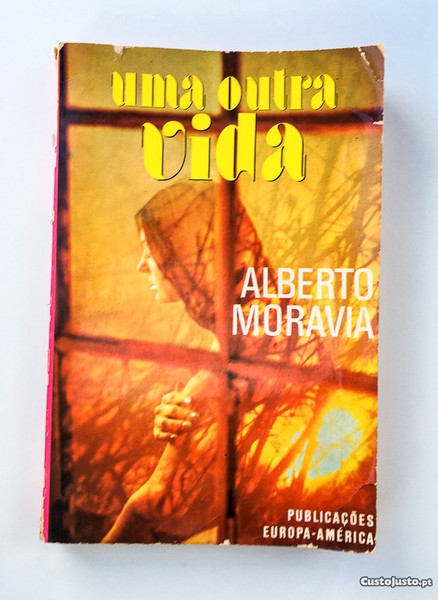 uma outra
vida
ALBERTO
MORAVIA
PUBLICAÇÕES
EUROPA-AMÉRICA
CustoJusto.pt